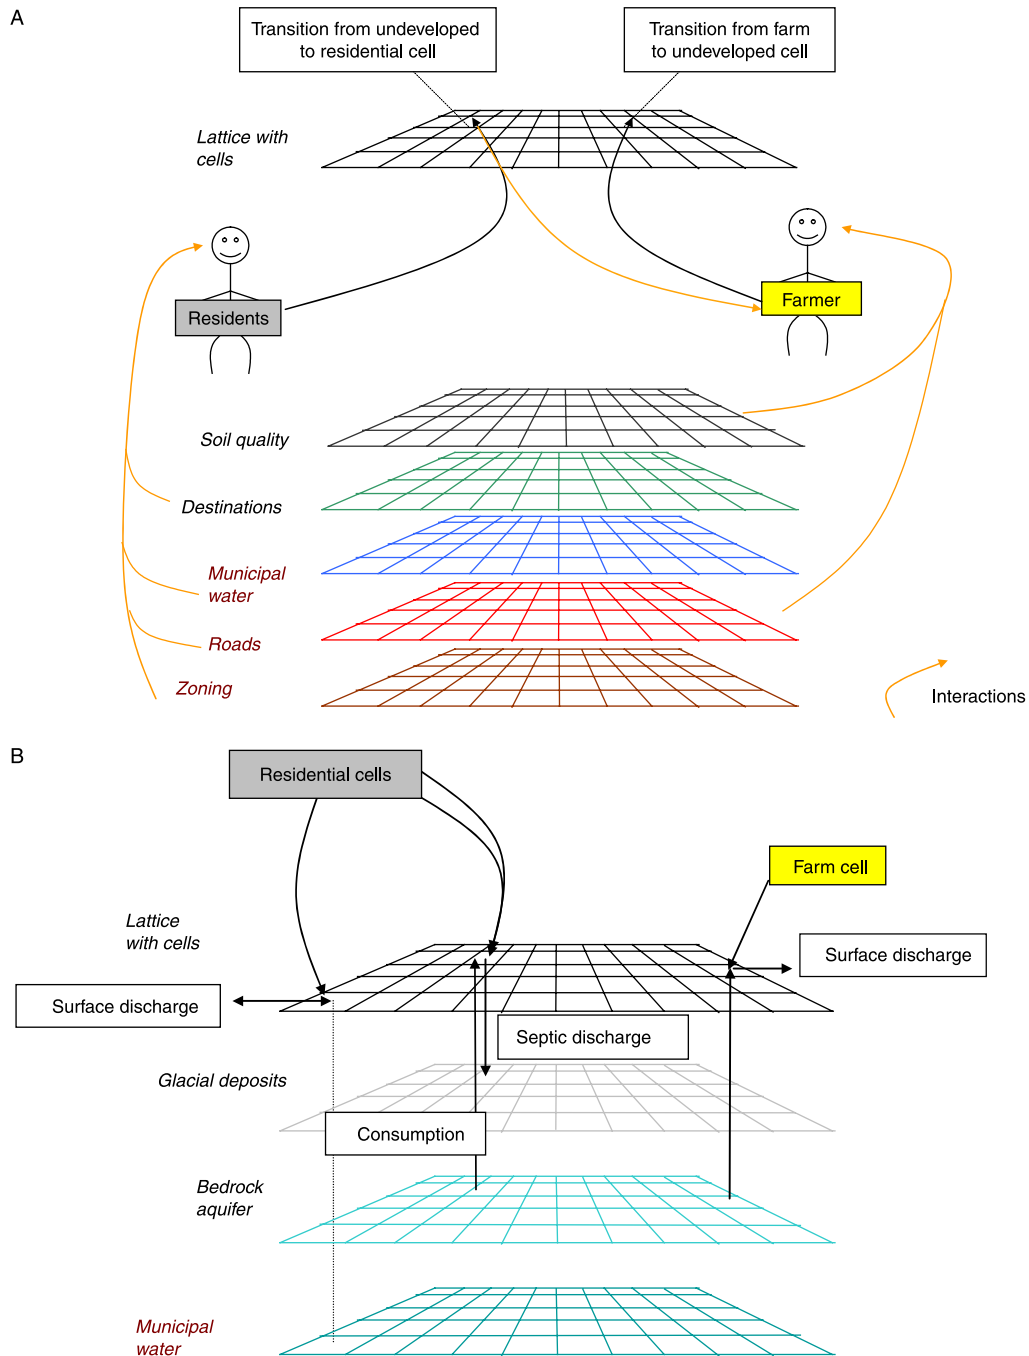 A
Transition from undeveloped
to residential cell
Transition from farm
to undeveloped cell
Lattice with
cells
Residents
Farmer
Soil quality
Destinations
Municipal
water
Roads
Zoning
Interactions
B
Residential cells
Farm cell
Lattice
with cells
Surface discharge
Surface discharge
Septic discharge
Glacial deposits
Consumption
Bedrock
aquifer
Municipal
water